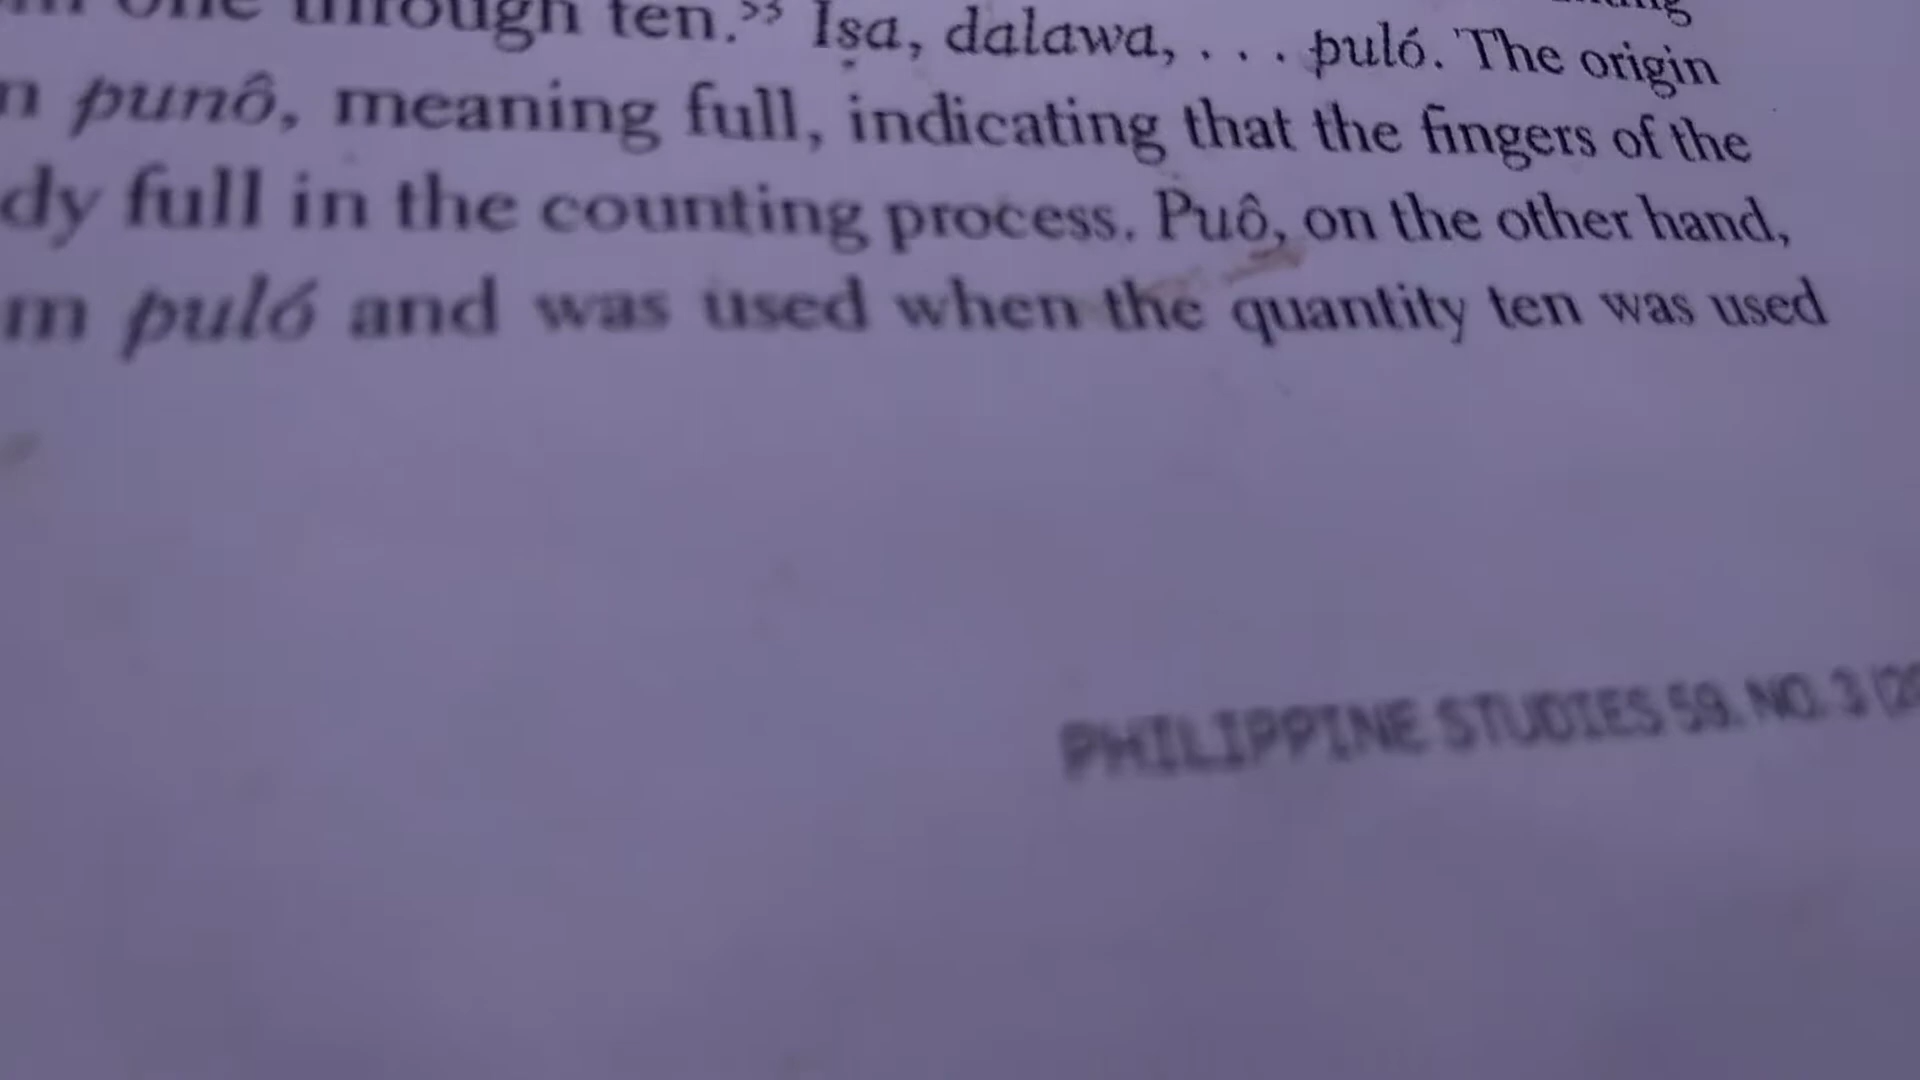 one through ten.³³ Isa, dalawa, . . . puló. The origin
punô, meaning full, indicating that the fingers of the
dy full in the counting process. Puô, on the other hand,
m puló and was used when the quantity ten was used
PHILIPPINE STUDIES 59, NO. 3 (20